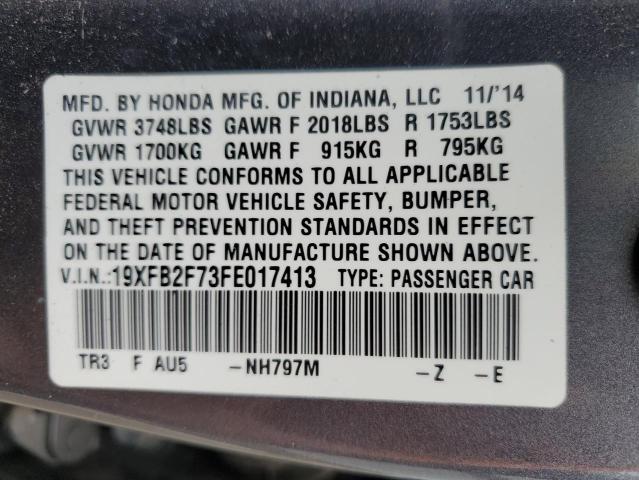 MFD. BY HONDA MFG. OF INDIANA, LLC 11/'14
GVWR 3748LBS GAWR F 2018LBS R 1753LBS
GVWR 1700KG GAWR F 915KG R 795KG
THIS VEHICLE CONFORMS TO ALL APPLICABLE
FEDERAL MOTOR VEHICLE SAFETY, BUMPER,
AND THEFT PREVENTION STANDARDS IN EFFECT
ON THE DATE OF MANUFACTURE SHOWN ABOVE.
V.I.N.:19XFB2F73FE017413 TYPE: PASSENGER CAR
TR3 F AU5 -NH797M -Z -E